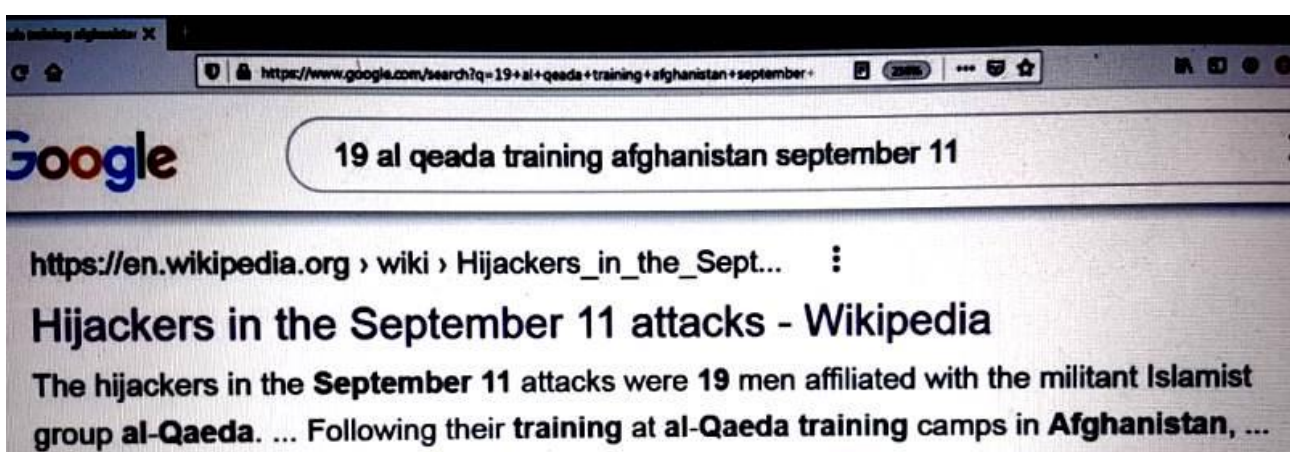 https://www.google.com/search?q=19+al+qeada+training+afghanistan+september+
Google
19 al qeada training afghanistan september 11
https://en.wikipedia.org › wiki › Hijackers_in_the_Sept...
Hijackers in the September 11 attacks - Wikipedia
The hijackers in the September 11 attacks were 19 men affiliated with the militant Islamist
group al-Qaeda. ... Following their training at al-Qaeda training camps in Afghanistan, ...